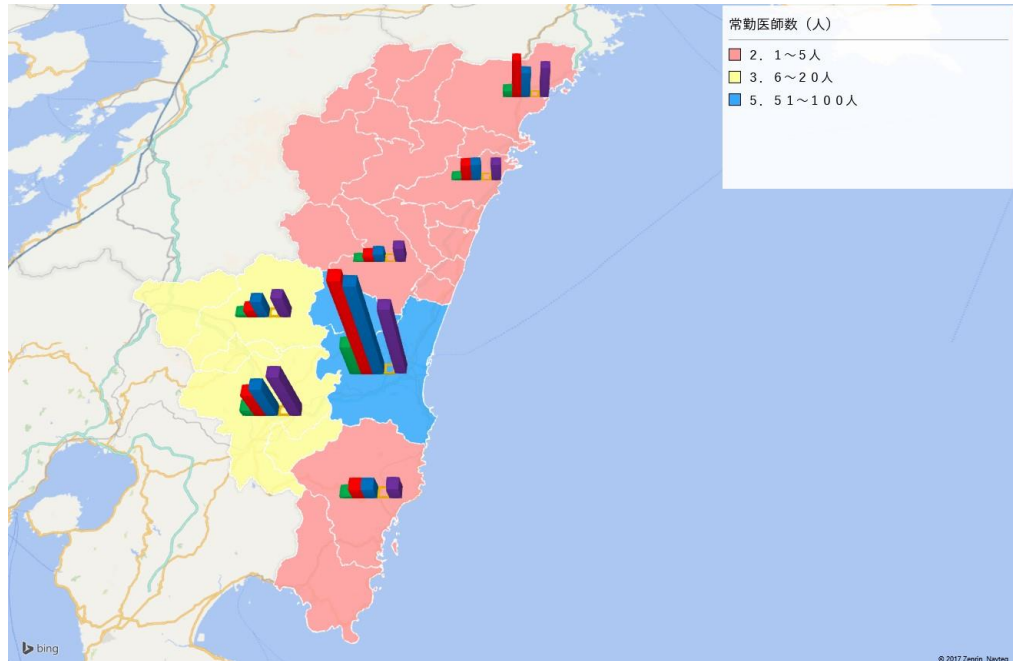 常勤医師数（人）
２．１～５人
３．６～２０人
５．５１～１００人
bing
© 2017 Zenrin, Navteq